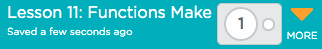 Lesson 11: Functions Make
Saved a few seconds ago
1
MORE